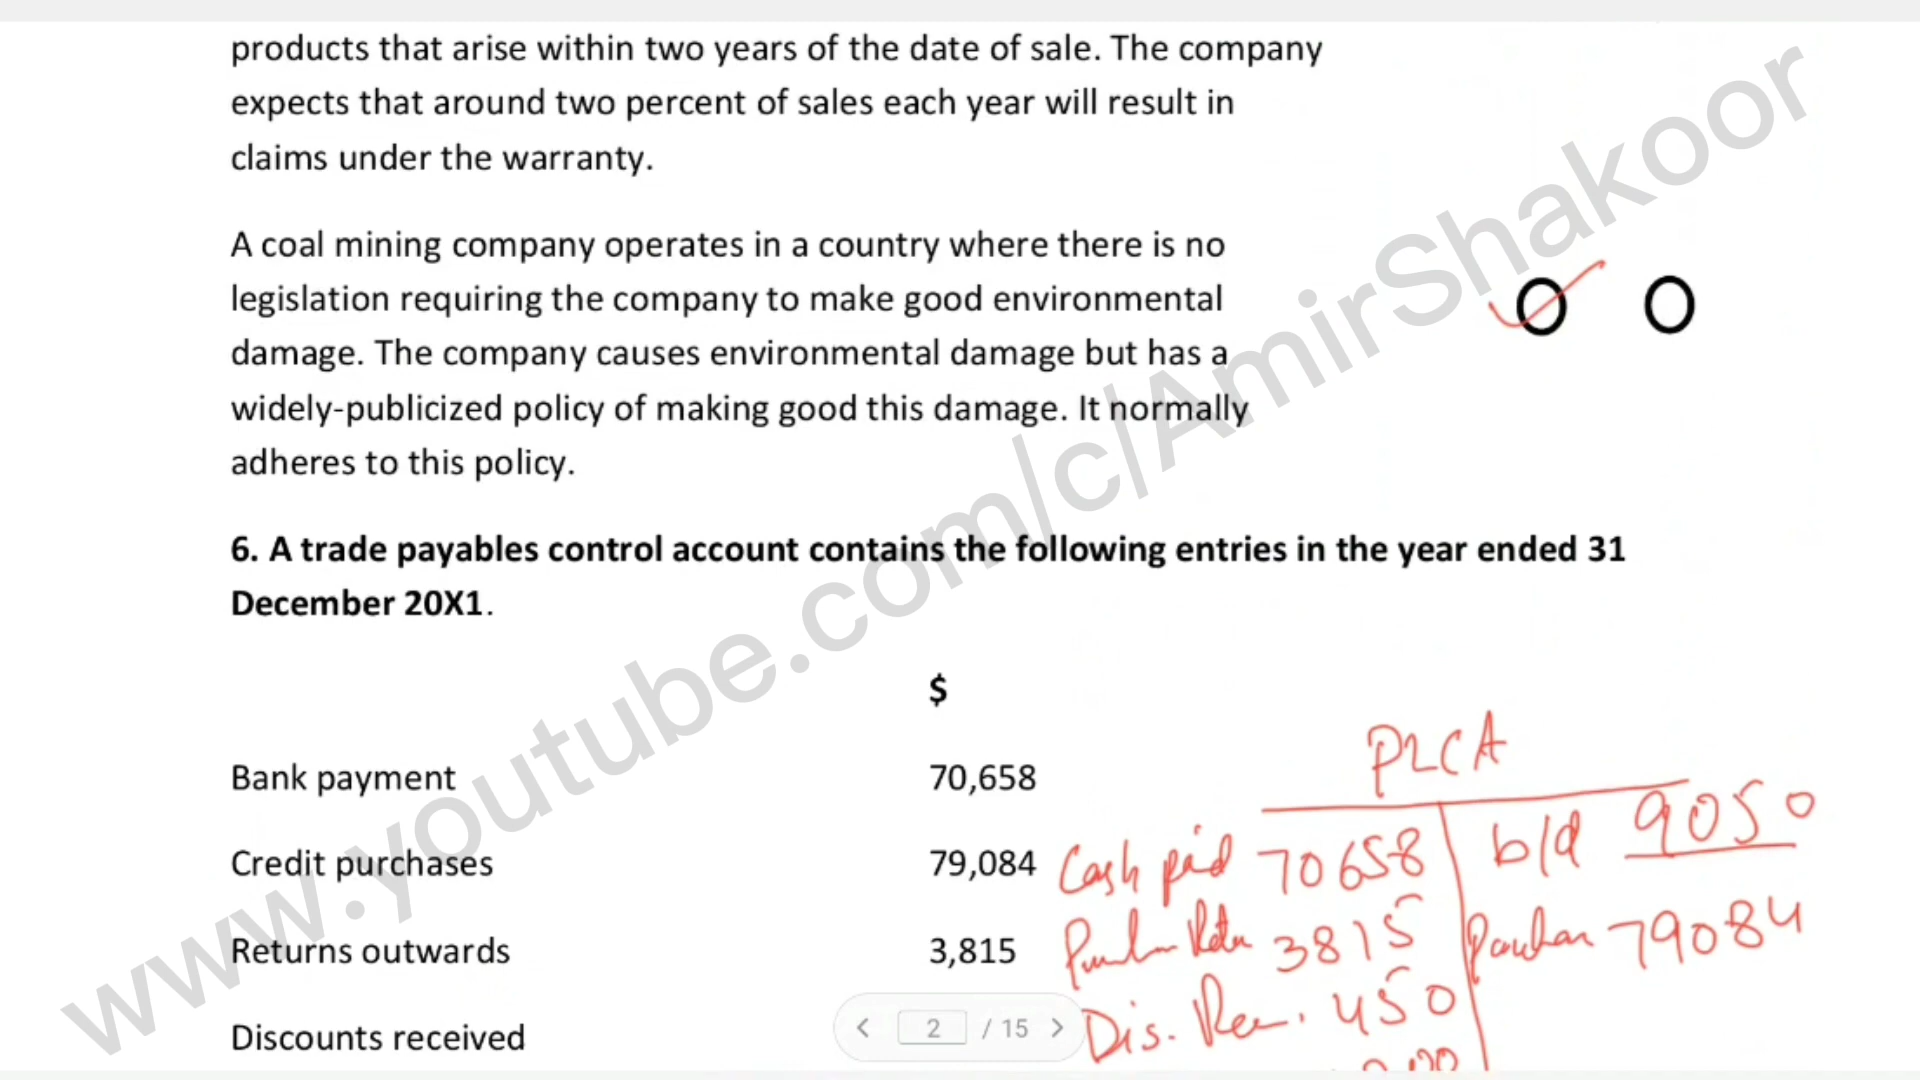 products that arise within two years of the date of sale. The company
expects that around two percent of sales each year will result in
claims under the warranty.
A coal mining company operates in a country where there is no
legislation requiring the company to make good environmental
damage. The company causes environmental damage but has a
widely-publicized policy of making good this damage. It normally
adheres to this policy.
6. A trade payables control account contains the following entries in the year ended 31
December 20X1.
$
Bank payment 70,658
Credit purchases 79,084
Returns outwards 3,815
Discounts received
PLCA
Cash paid 70658 b/d 9050
3815 79084
Dis. Rec. 450
2 / 15
www.youtube.com/c/AmirShakoor